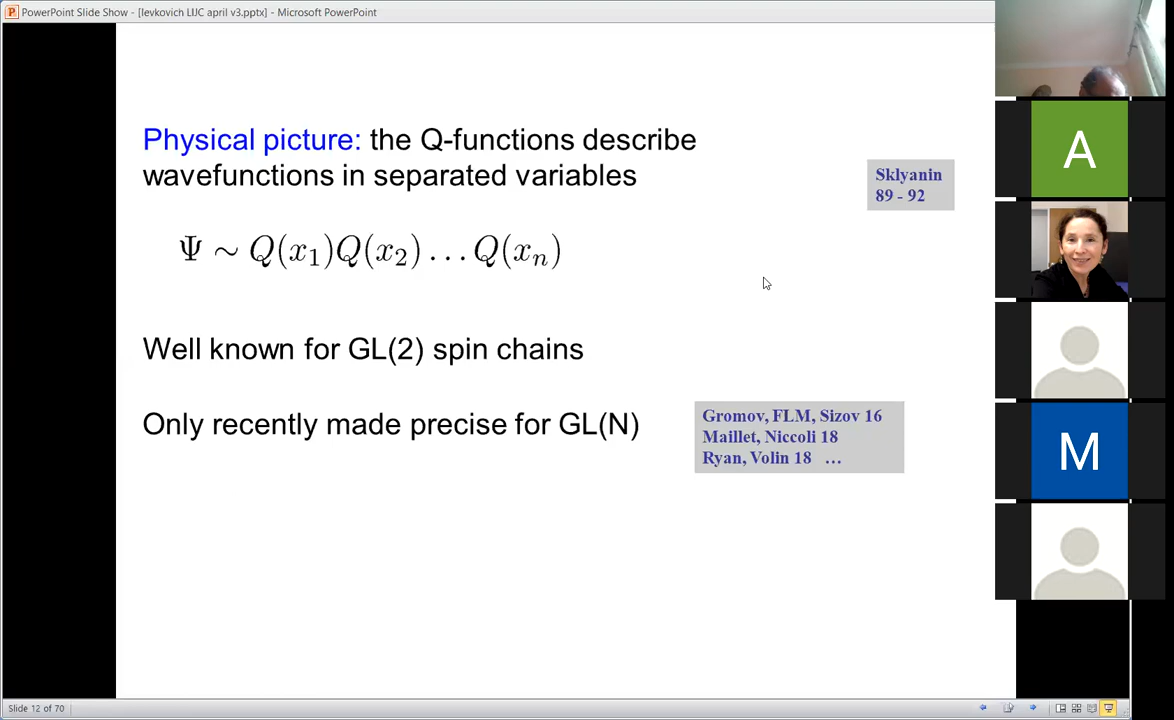 PowerPoint Slide Show - [levkovich LIJC april v3.pptx] - Microsoft PowerPoint
Physical picture: the Q-functions describe
wavefunctions in separated variables
Sklyanin
89 - 92
Ψ ∼ Q(x₁)Q(x₂) … Q(xₙ)
Well known for GL(2) spin chains
Only recently made precise for GL(N)
Gromov, FLM, Sizov 16
Maillet, Niccoli 18
Ryan, Volin 18 …
A
M
Slide 12 of 70